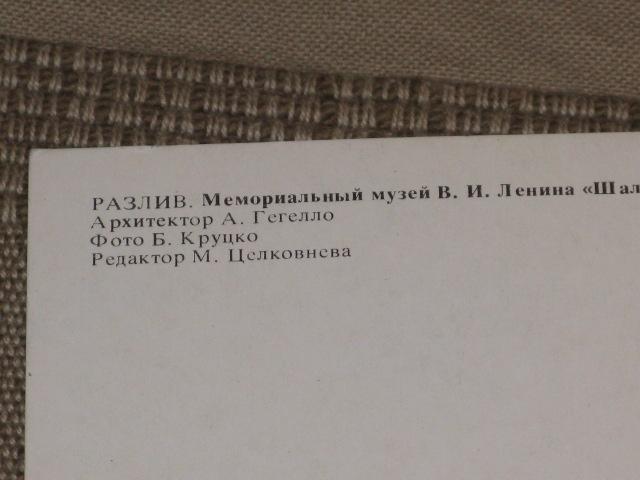 РАЗЛИВ. Мемориальный музей В. И. Ленина «Шал
Архитектор А. Гегелло
Фото Б. Круцко
Редактор М. Целковнева